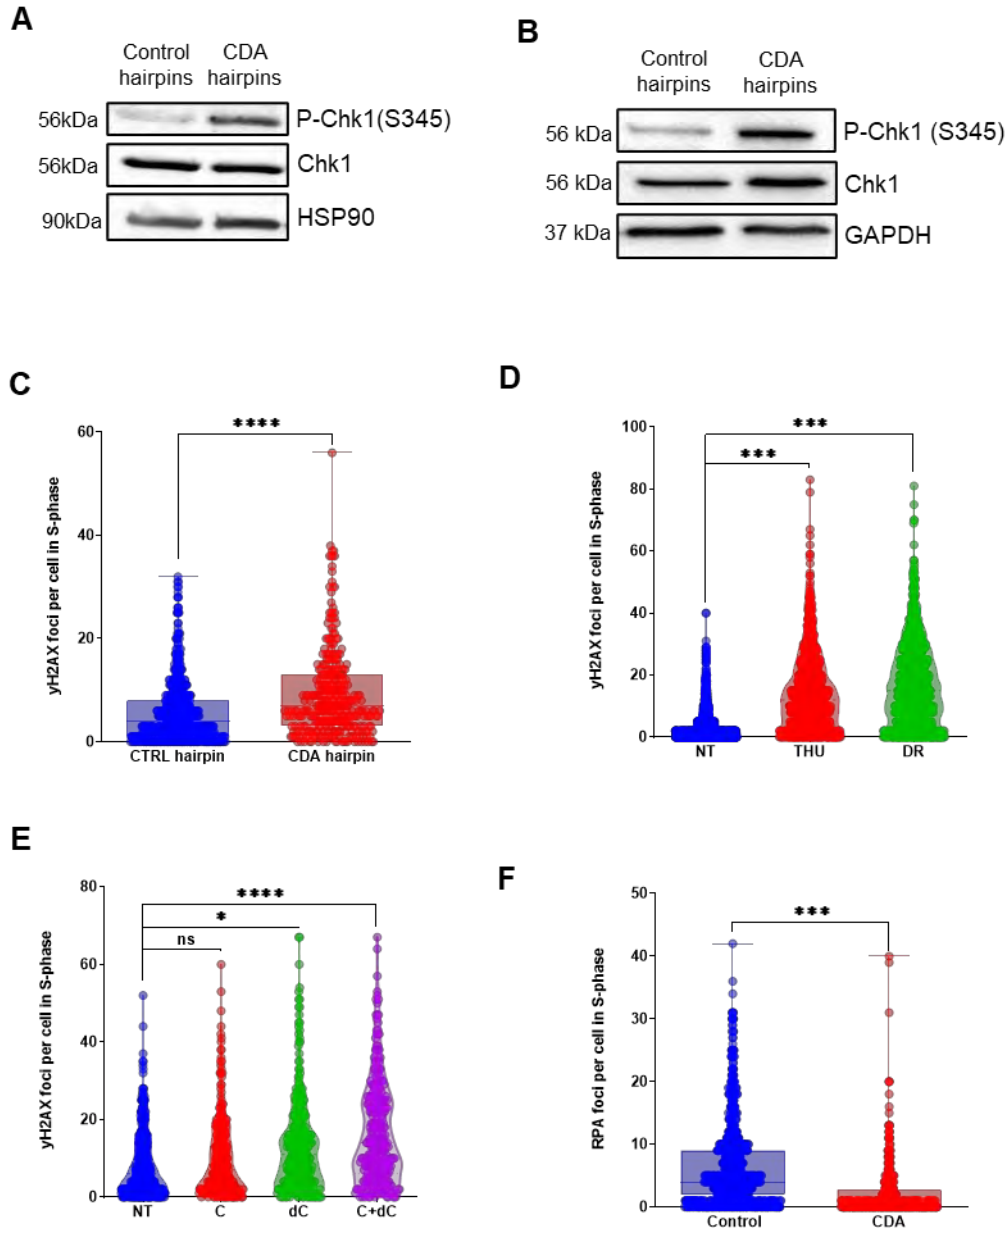 A
Control
hairpins
CDA
hairpins
56kDa
P-Chk1(S345)
56kDa
Chk1
90kDa
HSP90
B
Control
hairpins
CDA
hairpins
56 kDa
P-Chk1 (S345)
56 kDa
Chk1
37 kDa
GAPDH
C
yH2AX foci per cell in S-phase
60
40
20
0
****
CTRL hairpin
CDA hairpin
D
yH2AX foci per cell in S-phase
100
80
60
40
20
0
***
***
NT
THU
DR
E
yH2AX foci per cell in S-phase
80
60
40
20
0
****
*
ns
NT
C
dC
C+dC
F
RPA foci per cell in S-phase
50
40
30
20
10
0
***
Control
CDA